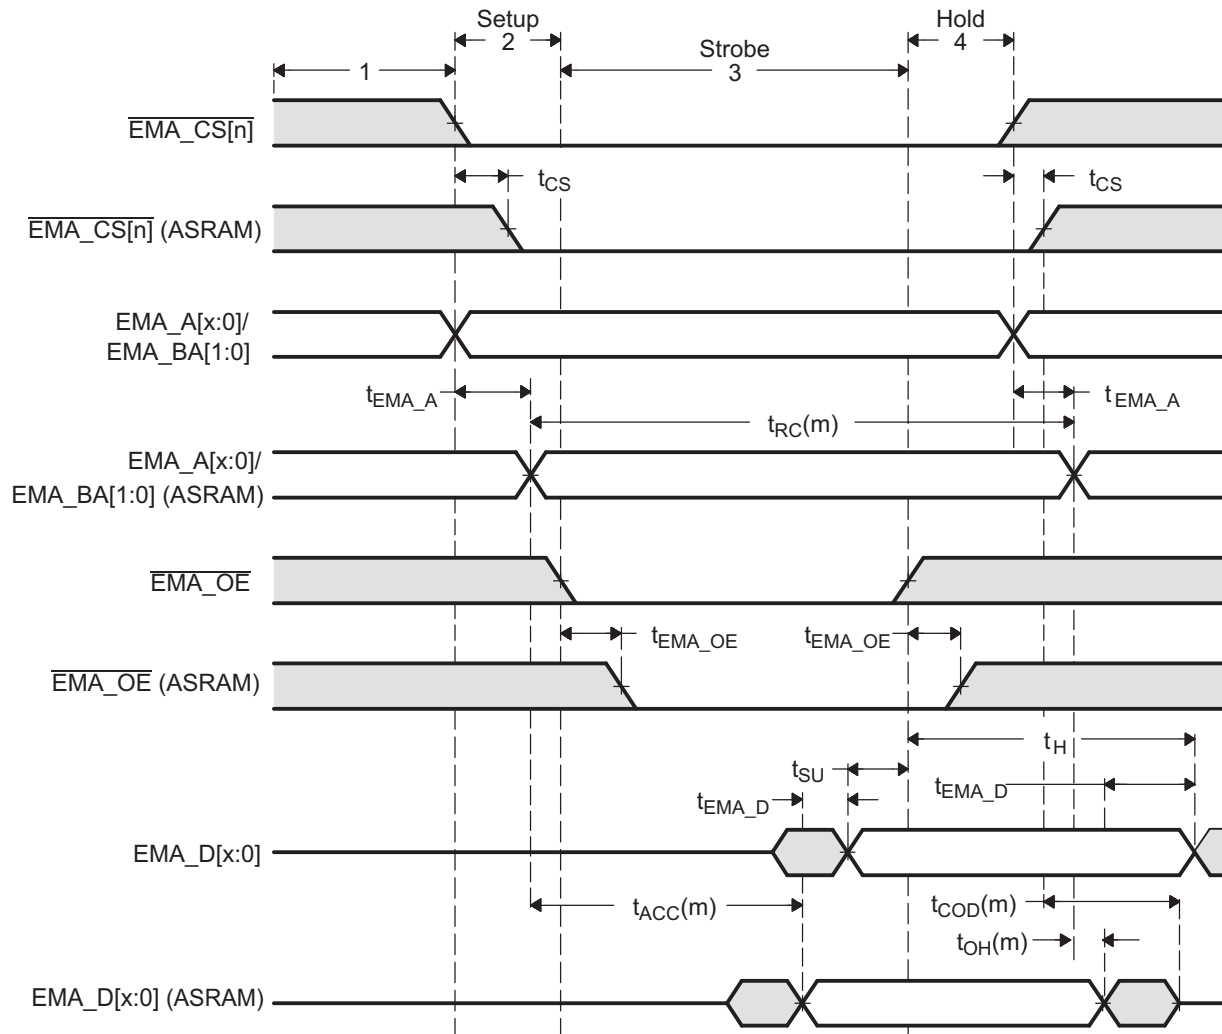 Setup
2
Hold
4
Strobe
3
1
EMA_CS[n]
tCS
tCS
EMA_CS[n] (ASRAM)
EMA_A[x:0]/
EMA_BA[1:0]
tEMA_A
tEMA_A
tRC(m)
EMA_A[x:0]/
EMA_BA[1:0] (ASRAM)
EMA_OE
tEMA_OE
tEMA_OE
EMA_OE (ASRAM)
tH
tSU
tEMA_D
tEMA_D
EMA_D[x:0]
tACC(m)
tCOD(m)
tOH(m)
EMA_D[x:0] (ASRAM)